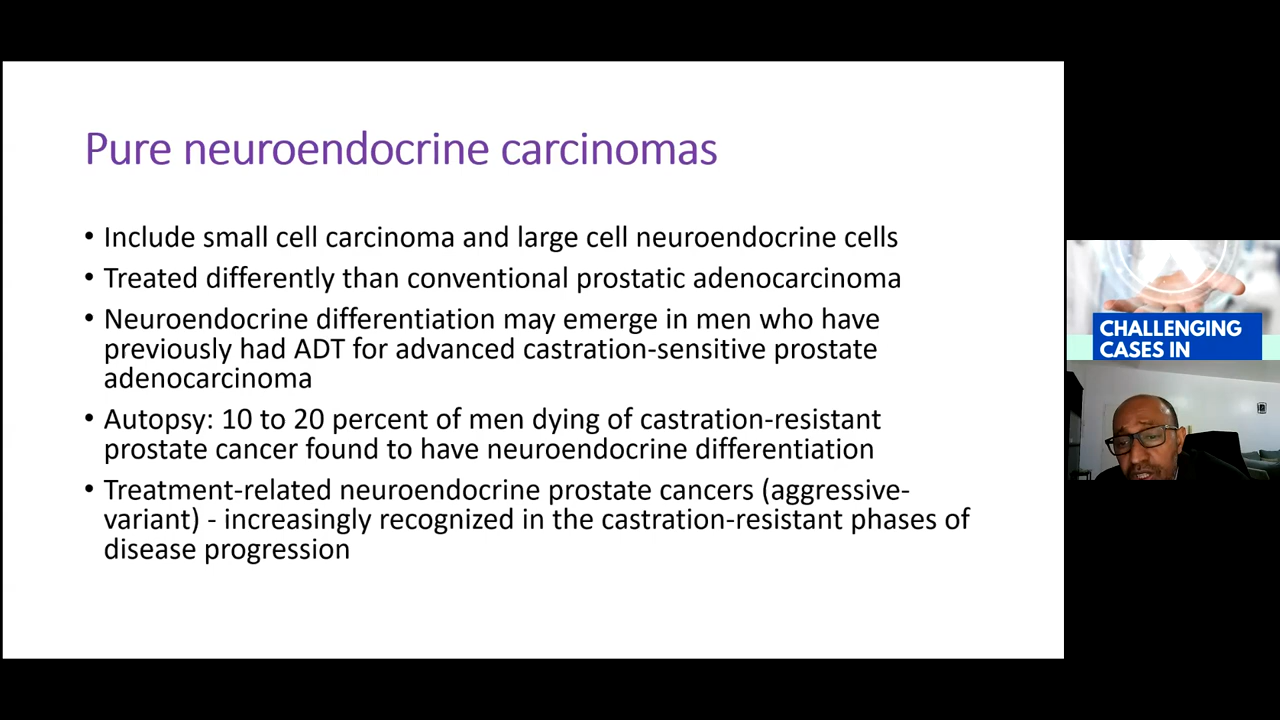 Pure neuroendocrine carcinomas
• Include small cell carcinoma and large cell neuroendocrine cells
• Treated differently than conventional prostatic adenocarcinoma
• Neuroendocrine differentiation may emerge in men who have
previously had ADT for advanced castration-sensitive prostate
adenocarcinoma
• Autopsy: 10 to 20 percent of men dying of castration-resistant
prostate cancer found to have neuroendocrine differentiation
• Treatment-related neuroendocrine prostate cancers (aggressive-
variant) - increasingly recognized in the castration-resistant phases of
disease progression
CHALLENGING
CASES IN